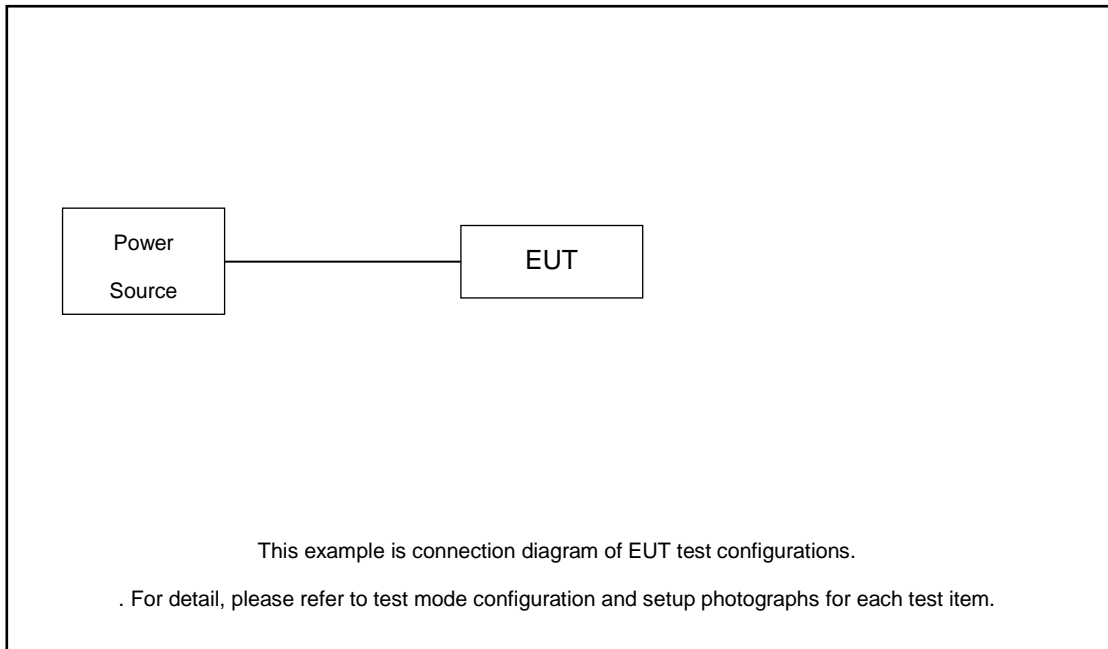 Power
Source
EUT
This example is connection diagram of EUT test configurations.
. For detail, please refer to test mode configuration and setup photographs for each test item.